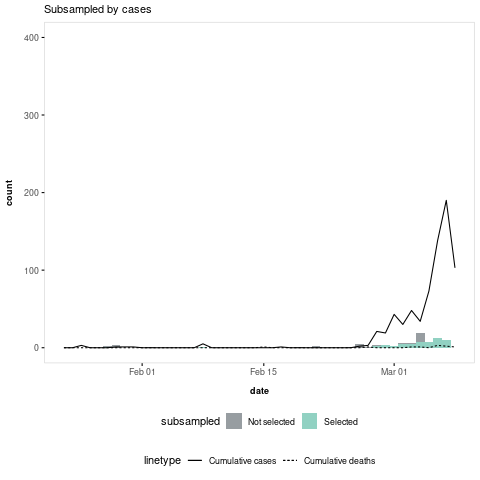 Subsampled by cases
400
300
200
100
0
count
Feb 01 Feb 15 Mar 01
date
subsampled Not selected Selected
linetype Cumulative cases Cumulative deaths